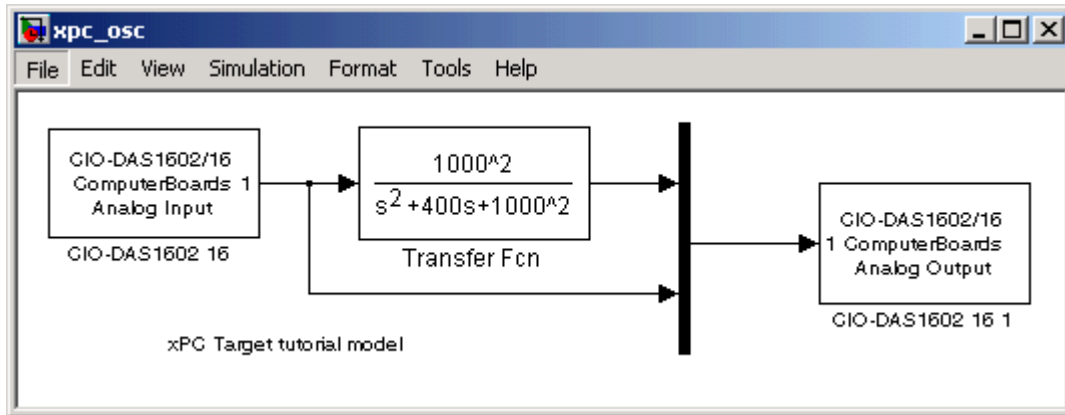 xpc_osc
File Edit View Simulation Format Tools Help
CIO-DAS1602/16
ComputerBoards 1
Analog Input
CIO-DAS1602 16
1000^2
s^2+400s+1000^2
Transfer Fcn
CIO-DAS1602/16
1 ComputerBoards
Analog Output
CIO-DAS1602 16 1
xPC Target tutorial model